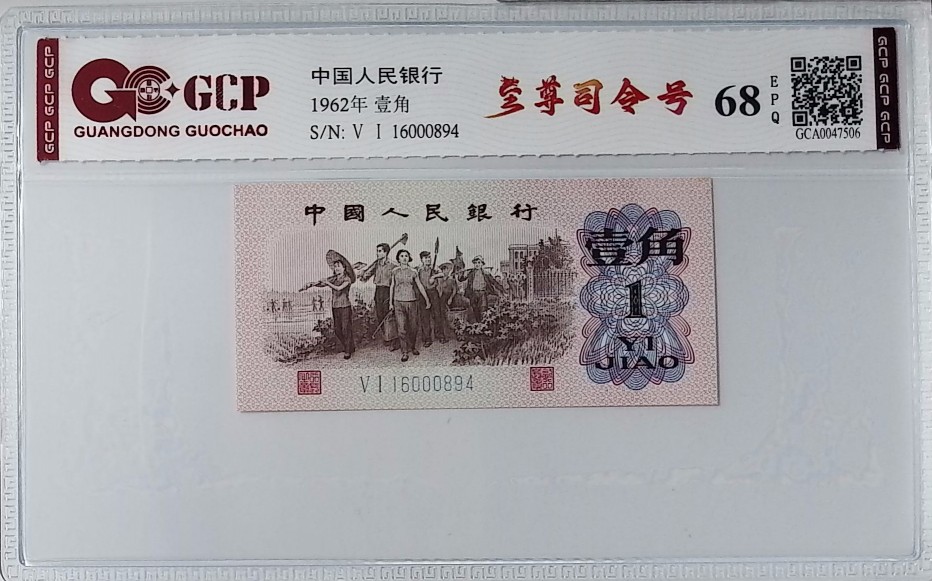 GCP GCP GCP
GCP
GUANGDONG GUOCHAO
中国人民银行
1962年 壹角
S/N: V I 16000894
至尊司令号
68
EPQ
GCA0047506
GCP GCP GCP
中國人民銀行
壹角
1
YI
JIAO
V I 16000894